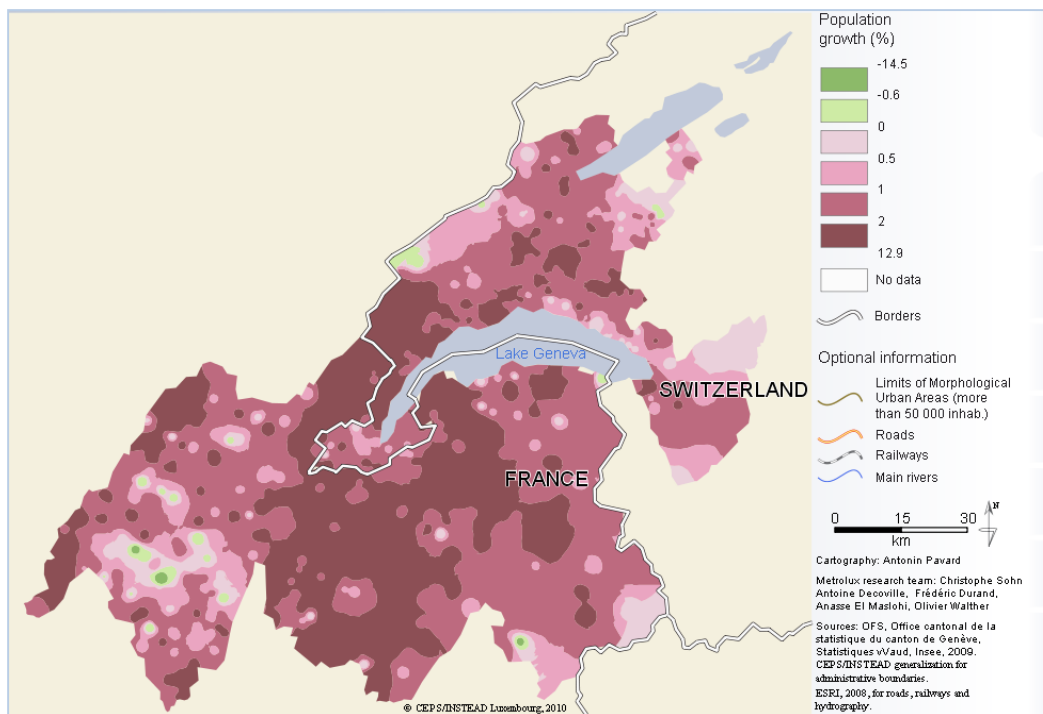 Population
growth (%)
-14.5
-0.6
0
0.5
1
2
12.9
No data
Borders
Optional information
Limits of Morphological
Urban Areas (more
than 50 000 inhab.)
Roads
Railways
Main rivers
N
0 15 30
km
Cartography: Antonin Pavard
Metrolux research team: Christophe Sohn
Antoine Decoville, Frédéric Durand,
Anasse El Maslohi, Olivier Walther
Sources: OFS, Office cantonal de la
statistique du canton de Genève,
Statistiques vVaud, Insee, 2009.
CEPS/INSTEAD generalization for
administrative boundaries.
ESRI, 2008, for roads, railways and
hydrography.
Lake Geneva
SWITZERLAND
FRANCE
© CEPS/INSTEAD Luxembourg, 2010